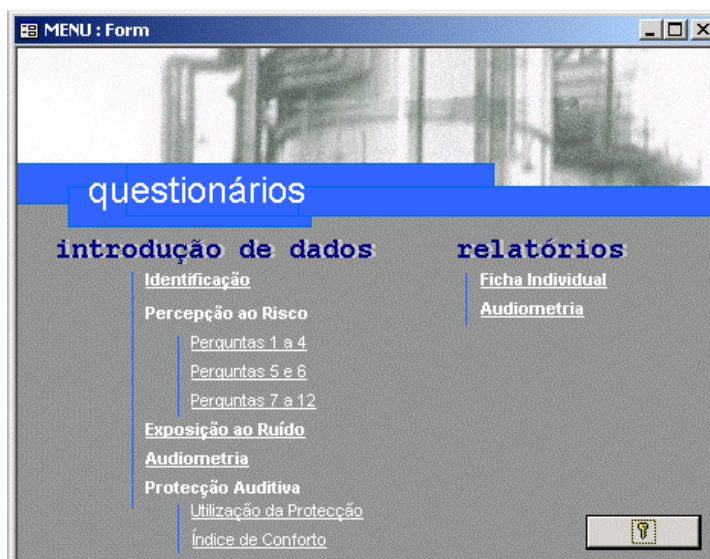 MENU : Form
questionários
introdução de dados
Identificação
Percepção ao Risco
Perguntas 1 a 4
Perguntas 5 e 6
Perguntas 7 a 12
Exposição ao Ruído
Audiometria
Protecção Auditiva
Utilização da Protecção
Índice de Conforto
relatórios
Ficha Individual
Audiometria